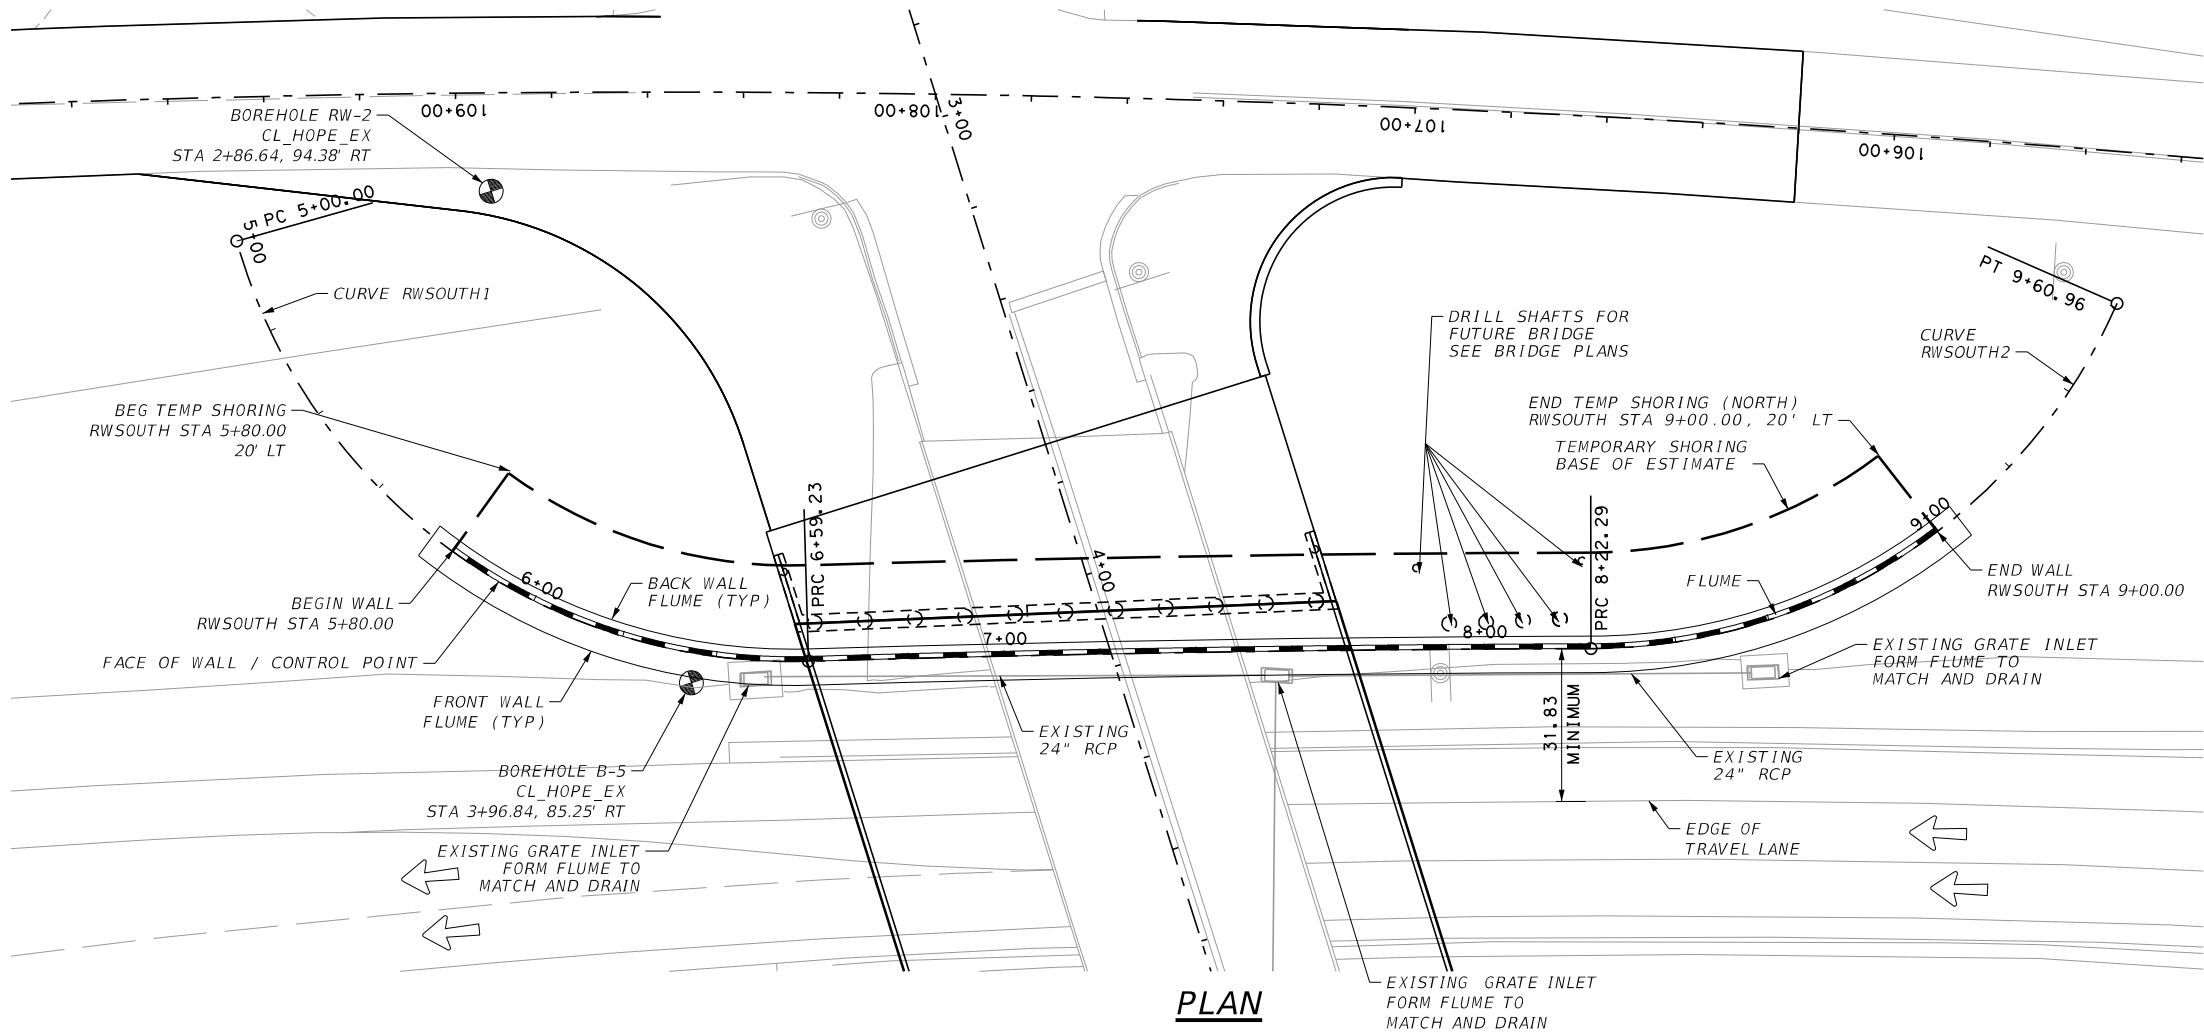 109+00
108+00
3+00
107+00
106+00
BOREHOLE RW-2
CL_HOPE_EX
STA 2+86.64, 94.38' RT
PC 5+00.00
5+00
5
CURVE RWSOUTH1
PT 9+60.96
CURVE
RWSOUTH2
DRILL SHAFTS FOR
FUTURE BRIDGE
SEE BRIDGE PLANS
BEG TEMP SHORING
RWSOUTH STA 5+80.00
20' LT
END TEMP SHORING (NORTH)
RWSOUTH STA 9+00.00, 20' LT
TEMPORARY SHORING
BASE OF ESTIMATE
PRC 6+59.23
PRC 8+22.29
9+00
4+00
6+00
BACK WALL
FLUME (TYP)
FLUME
END WALL
RWSOUTH STA 9+00.00
BEGIN WALL
RWSOUTH STA 5+80.00
7+00
8+00
FACE OF WALL / CONTROL POINT
EXISTING GRATE INLET
FORM FLUME TO
MATCH AND DRAIN
FRONT WALL
FLUME (TYP)
EXISTING
24" RCP
31.83
MINIMUM
EXISTING
24" RCP
BOREHOLE B-5
CL_HOPE_EX
STA 3+96.84, 85.25' RT
EDGE OF
TRAVEL LANE
EXISTING GRATE INLET
FORM FLUME TO
MATCH AND DRAIN
EXISTING GRATE INLET
FORM FLUME TO
MATCH AND DRAIN
PLAN